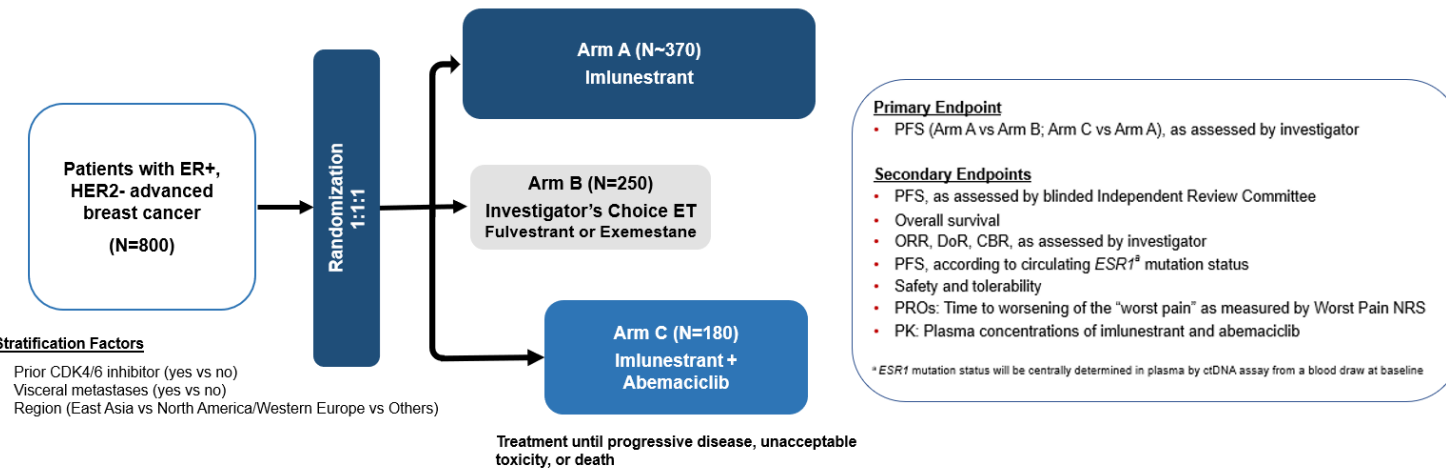 Patients with ER+,
HER2- advanced
breast cancer
(N=800)
Stratification Factors
Prior CDK4/6 inhibitor (yes vs no)
Visceral metastases (yes vs no)
Region (East Asia vs North America/Western Europe vs Others)
Randomization
1:1:1
Arm A (N~370)
Imlunestrant
Arm B (N=250)
Investigator’s Choice ET
Fulvestrant or Exemestane
Arm C (N=180)
Imlunestrant +
Abemaciclib
Treatment until progressive disease, unacceptable
toxicity, or death
Primary Endpoint
• PFS (Arm A vs Arm B; Arm C vs Arm A), as assessed by investigator
Secondary Endpoints
• PFS, as assessed by blinded Independent Review Committee
• Overall survival
• ORR, DoR, CBR, as assessed by investigator
• PFS, according to circulating ESR1ª mutation status
• Safety and tolerability
• PROs: Time to worsening of the “worst pain” as measured by Worst Pain NRS
• PK: Plasma concentrations of imlunestrant and abemaciclib
ª ESR1 mutation status will be centrally determined in plasma by ctDNA assay from a blood draw at baseline